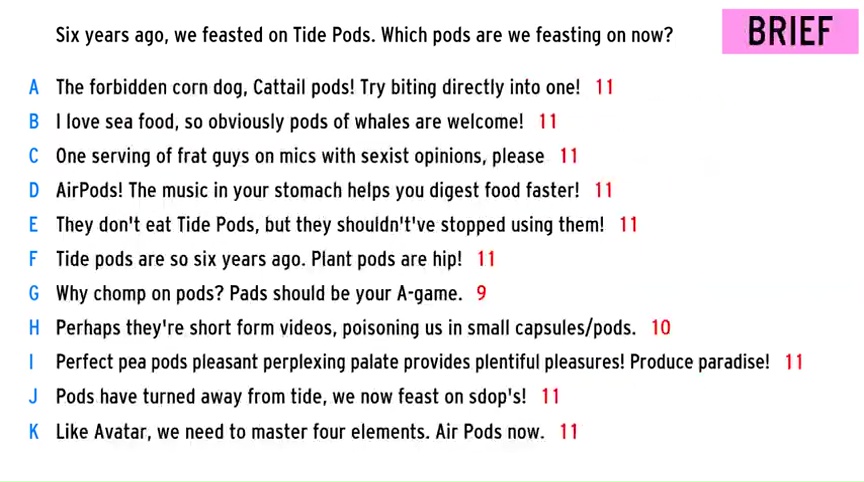 Six years ago, we feasted on Tide Pods. Which pods are we feasting on now?
BRIEF
A The forbidden corn dog, Cattail pods! Try biting directly into one! 11
B I love sea food, so obviously pods of whales are welcome! 11
C One serving of frat guys on mics with sexist opinions, please 11
D AirPods! The music in your stomach helps you digest food faster! 11
E They don't eat Tide Pods, but they shouldn't've stopped using them! 11
F Tide pods are so six years ago. Plant pods are hip! 11
G Why chomp on pods? Pads should be your A-game. 9
H Perhaps they're short form videos, poisoning us in small capsules/pods. 10
I Perfect pea pods pleasant perplexing palate provides plentiful pleasures! Produce paradise! 11
J Pods have turned away from tide, we now feast on sdop's! 11
K Like Avatar, we need to master four elements. Air Pods now. 11